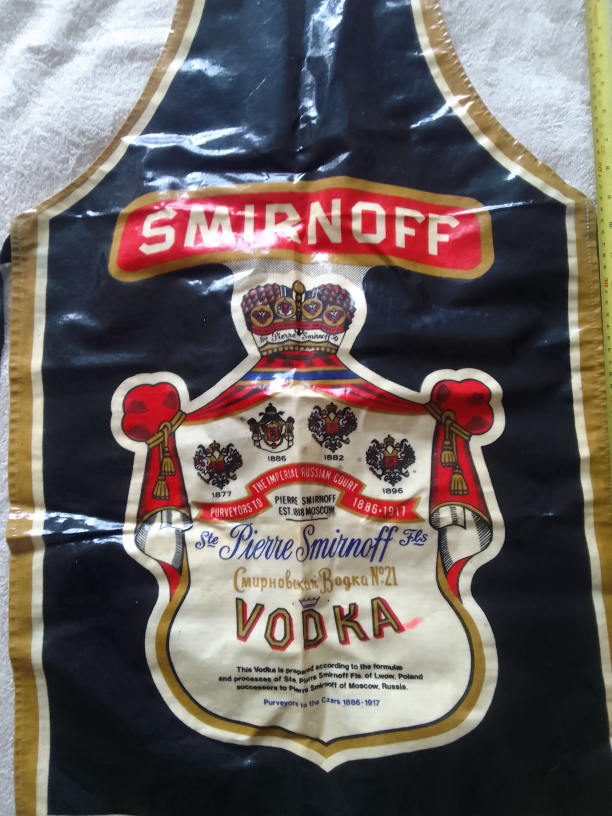 SMIRNOFF
Pierre Smirnoff
1886
1882
1877
1896
PURVEYORS TO THE IMPERIAL RUSSIAN COURT 1886-1917
PIERRE SMIRNOFF
EST. 1818 MOSCOW
Ste Pierre Smirnoff Fls
Смирновская Водка №21
VODKA
This Vodka is prepared according to the formulae
and processes of Ste. Pierre Smirnoff Fls. of Lwow, Poland
successors to Pierre Smirnoff of Moscow, Russia.
Purveyors to the Czars 1886-1917